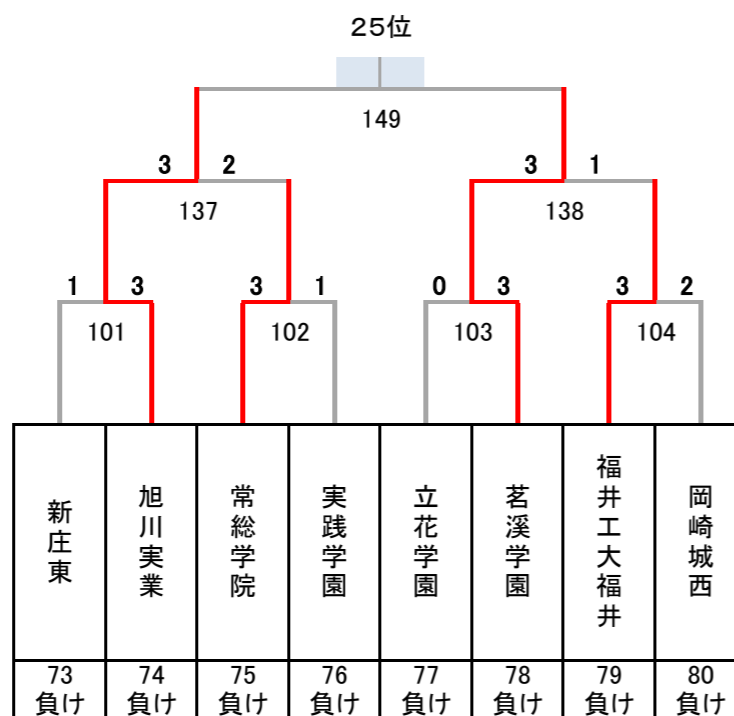 25位
149
3 2 3 1
137 138
1 3 3 1 0 3 3 2
101 102 103 104
新庄東
旭川実業
常総学院
実践学園
立花学園
茗溪学園
福井工大福井
岡崎城西
73 74 75 76 77 78 79 80
負け 負け 負け 負け 負け 負け 負け 負け